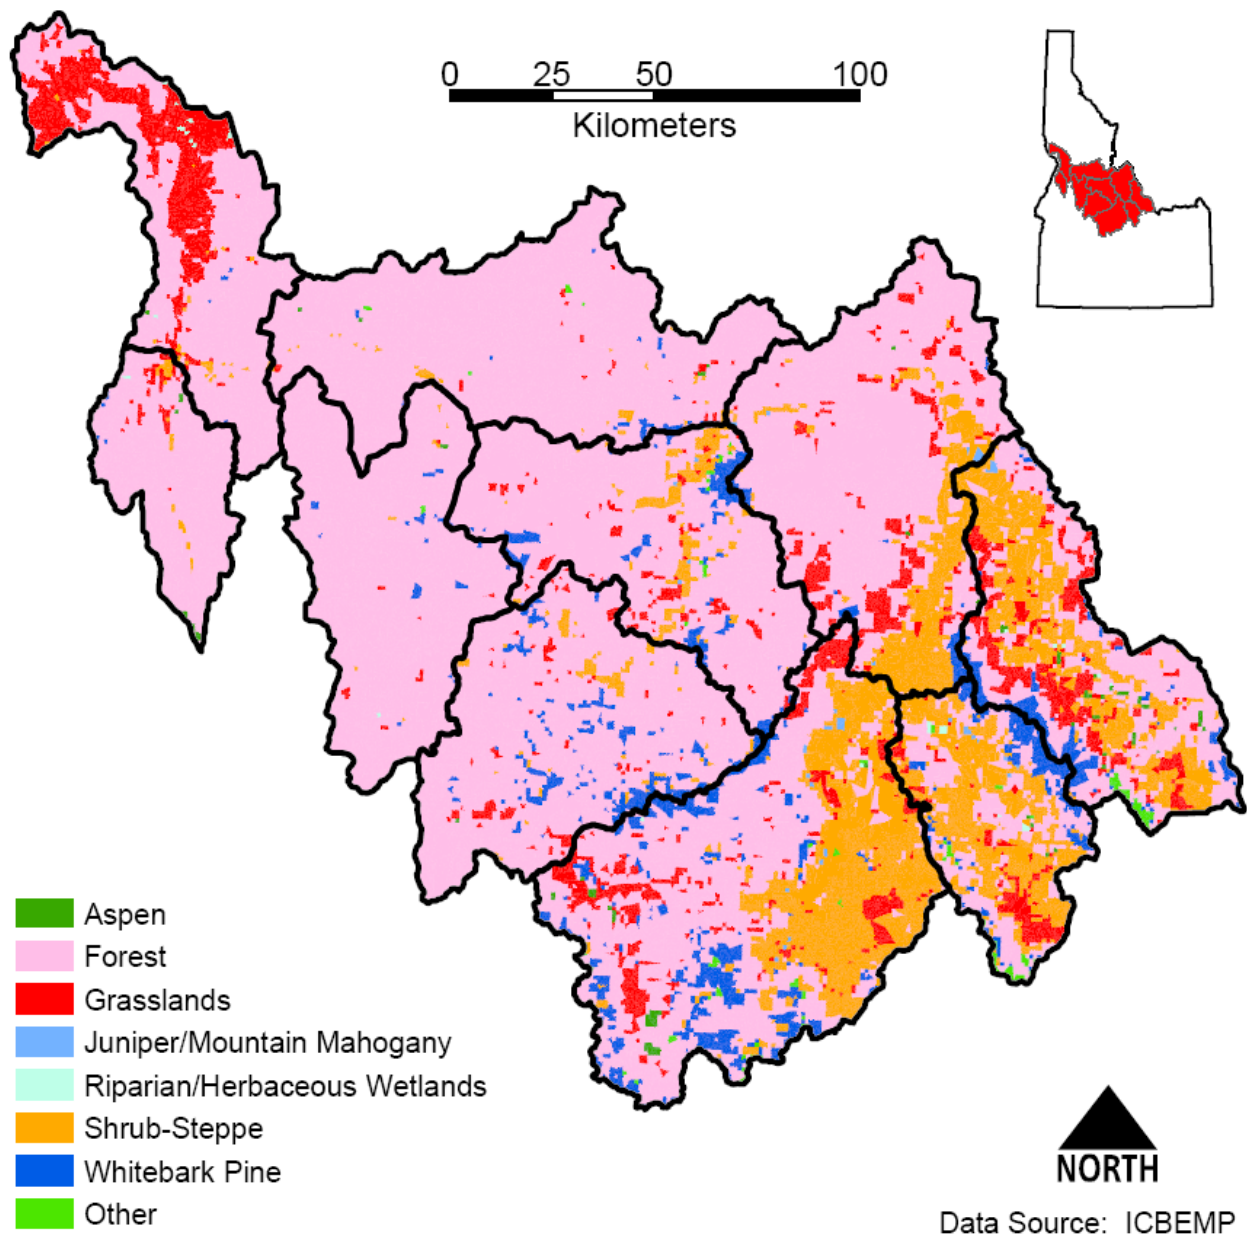 0 25 50 100
Kilometers
Aspen
Forest
Grasslands
Juniper/Mountain Mahogany
Riparian/Herbaceous Wetlands
Shrub-Steppe
Whitebark Pine
Other
NORTH
Data Source: ICBEMP